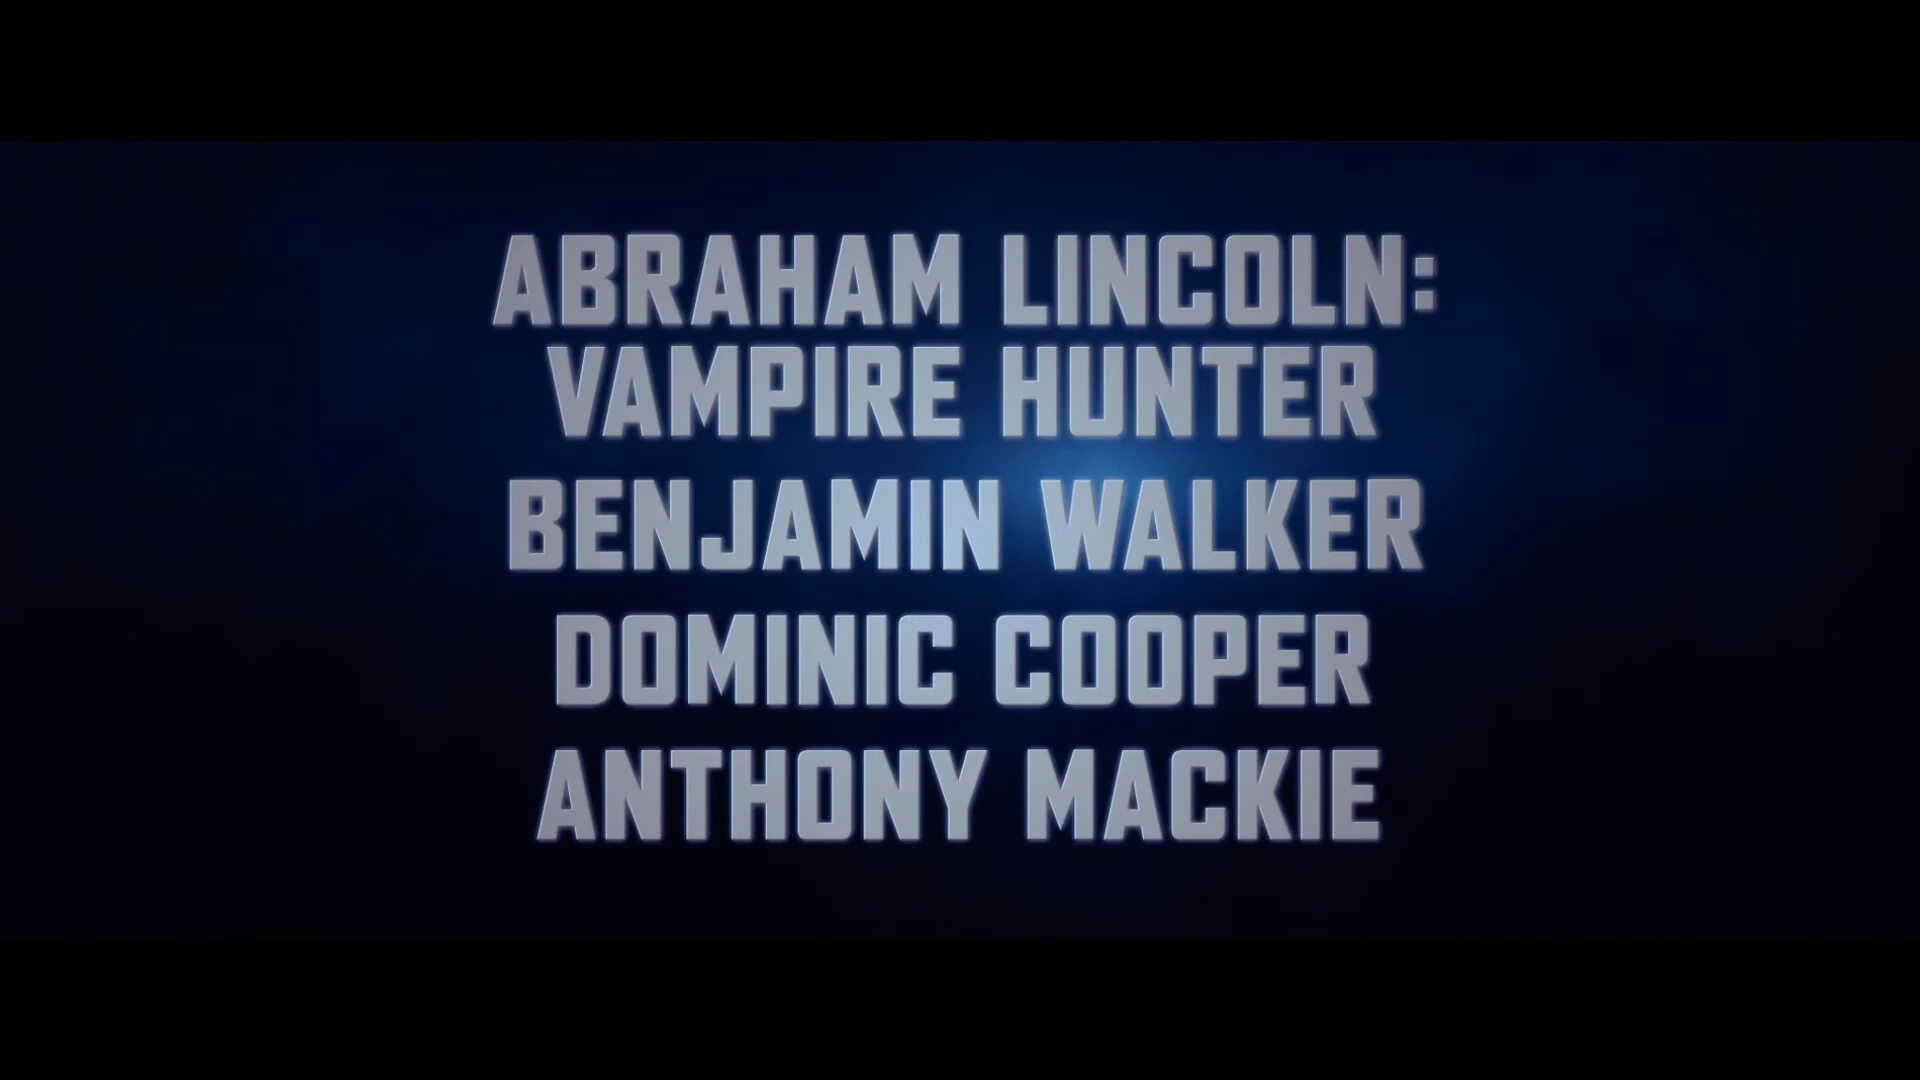 ABRAHAM LINCOLN:
VAMPIRE HUNTER
BENJAMIN WALKER
DOMINIC COOPER
ANTHONY MACKIE